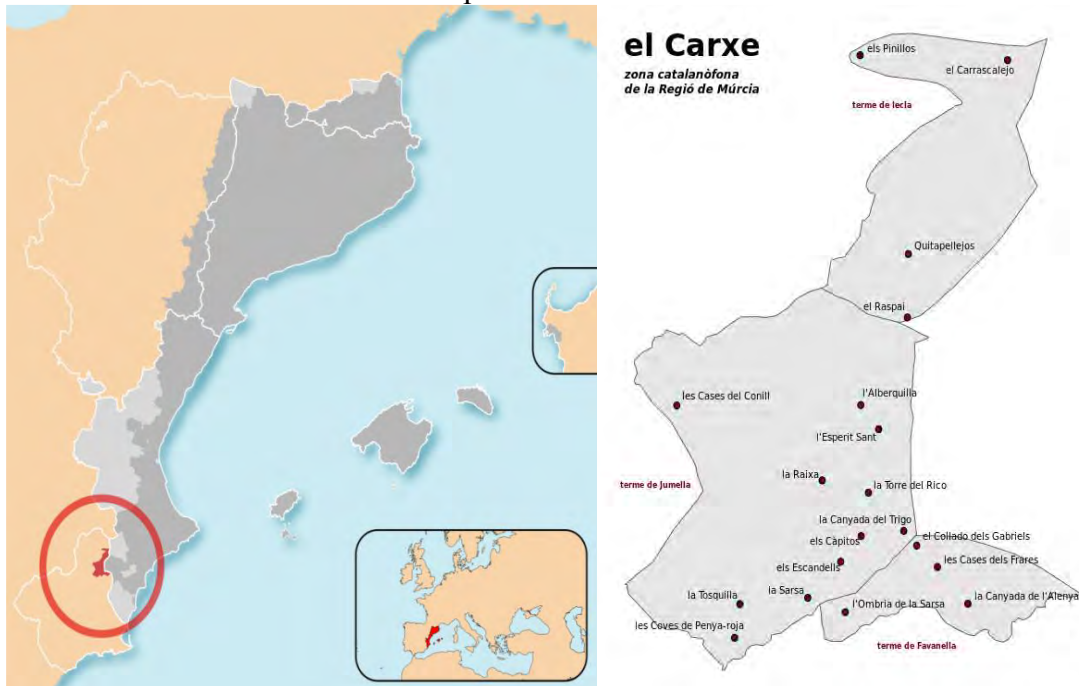 el Carxe
zona catalanòfona
de la Regió de Múrcia
els Pinillos
el Carrascalejo
terme de Iecla
Quitapellejos
el Raspai
les Cases del Conill
l'Alberquilla
l'Esperit Sant
la Raixa
terme de Jumella
la Torre del Rico
la Canyada del Trigo
els Càpitos
el Collado dels Gabriels
els Escandells
les Cases dels Frares
la Tosquilla
la Sarsa
l'Ombria de la Sarsa
la Canyada de l'Alenya
les Coves de Penya-roja
terme de Favanella